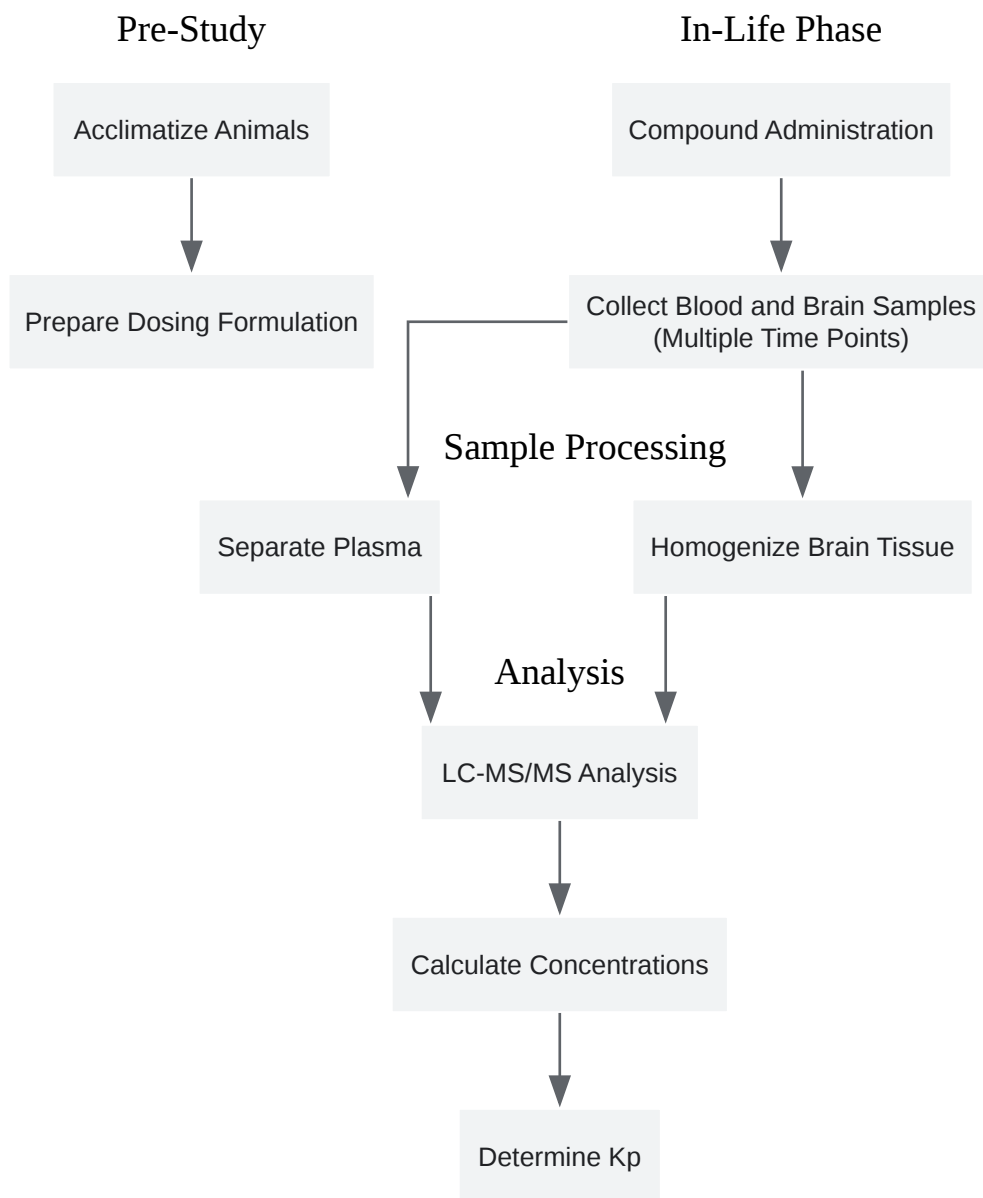 Pre-Study
In-Life Phase
Acclimatize Animals
Compound Administration
Prepare Dosing Formulation
Collect Blood and Brain Samples
(Multiple Time Points)
Sample Processing
Separate Plasma
Homogenize Brain Tissue
Analysis
LC-MS/MS Analysis
Calculate Concentrations
Determine Kp